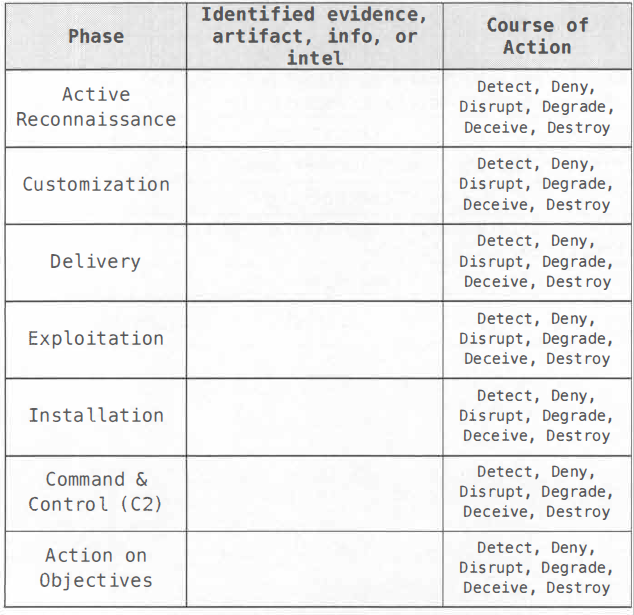 Phase
Identified evidence,
artifact, info, or
intel
Course of
Action
Active
Reconnaissance
Detect, Deny,
Disrupt, Degrade,
Deceive, Destroy
Customization
Detect, Deny,
Disrupt, Degrade,
Deceive, Destroy
Delivery
Detect, Deny,
Disrupt, Degrade,
Deceive, Destroy
Exploitation
Detect, Deny,
Disrupt, Degrade,
Deceive, Destroy
Installation
Detect, Deny,
Disrupt, Degrade,
Deceive, Destroy
Command &
Control (C2)
Detect, Deny,
Disrupt, Degrade,
Deceive, Destroy
Action on
Objectives
Detect, Deny,
Disrupt, Degrade,
Deceive, Destroy